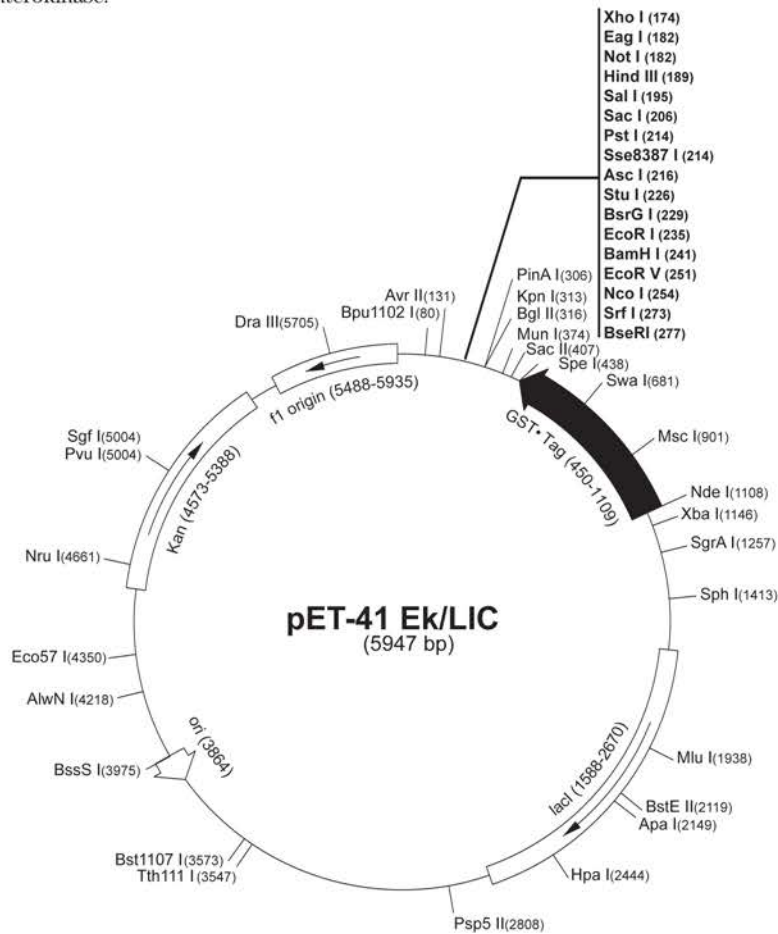 Xho I (174)
Eag I (182)
Not I (182)
Hind III (189)
Sal I (195)
Sac I (206)
Pst I (214)
Sse8387 I (214)
Asc I (216)
Stu I (226)
BsrG I (229)
EcoR I (235)
BamH I (241)
EcoR V (251)
Nco I (254)
Srf I (273)
BseRI (277)
PinA I(306)
Kpn I(313)
Bgl II(316)
Mun I(374)
Sac II(407)
Spe I(438)
Swa I(681)
Msc I(901)
Nde I(1108)
Xba I(1146)
SgrA I(1257)
Sph I(1413)
Mlu I(1938)
BstE II(2119)
Apa I(2149)
Hpa I(2444)
Psp5 II(2808)
Tth111 I(3547)
Bst1107 I(3573)
BssS I(3975)
AlwN I(4218)
Eco57 I(4350)
Nru I(4661)
Pvu I(5004)
Sgf I(5004)
Dra III(5705)
Bpu1102 I(80)
Avr II(131)
f1 origin (5488-5935)
Kan (4573-5388)
ori (3864)
lacI (1588-2670)
GST•Tag (450-1109)
pET-41 Ek/LIC
(5947 bp)